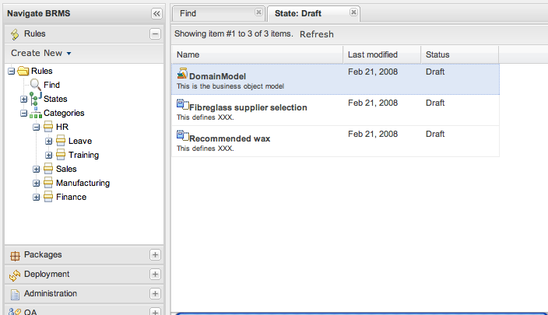 Navigate BRMS
Rules
Create New
Rules
Find
States
Categories
HR
Leave
Training
Sales
Manufacturing
Finance
Packages
Deployment
Administration
QA
Find
State: Draft
Showing item #1 to 3 of 3 items. Refresh
Name Last modified Status
DomainModel Feb 21, 2008 Draft
This is the business object model
Fibreglass supplier selection Feb 21, 2008 Draft
This defines XXX.
Recommended wax Feb 21, 2008 Draft
This defines XXX.